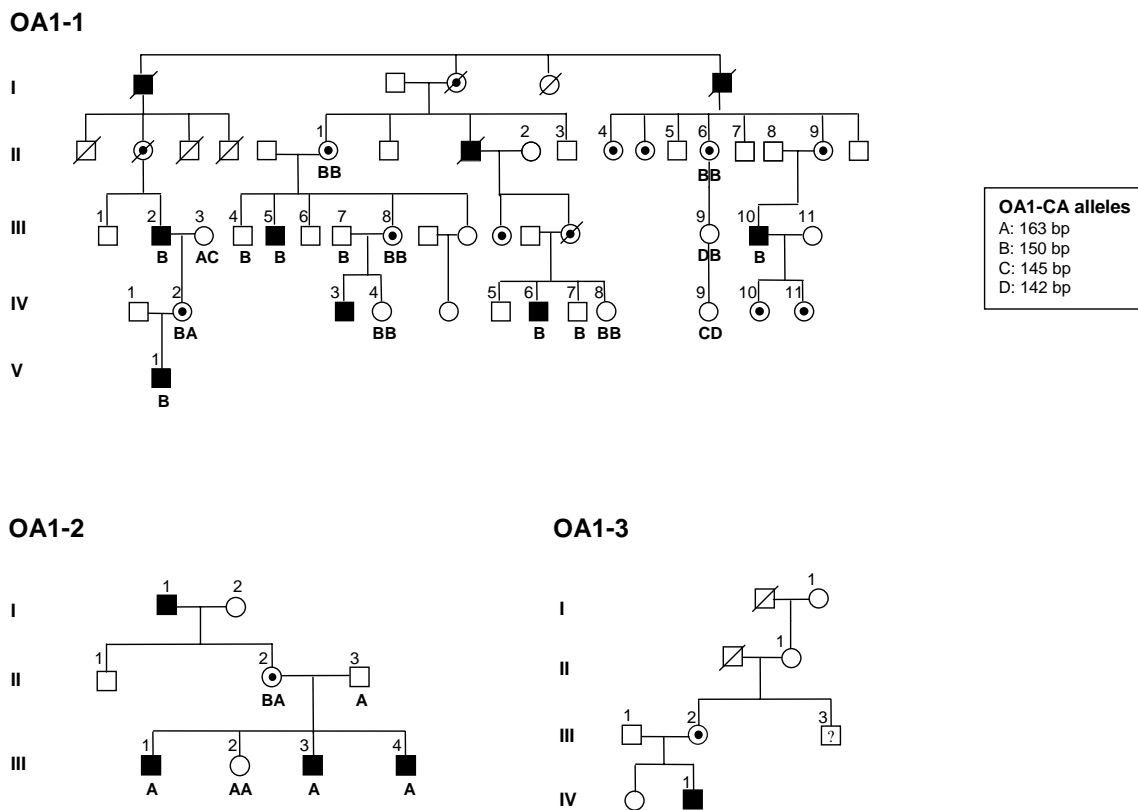 OA1-1
I
1 2 3 4 5 6 7 8 9
II
BB BB
1 2 3 4 5 6 7 8 9 10 11
III
B AC B B B BB DB B
1 2 3 4 5 6 7 8 9 10 11
IV
BA BB B B BB CD
1
V
B
OA1-CA alleles
A: 163 bp
B: 150 bp
C: 145 bp
D: 142 bp
OA1-2
1 2
I
1 2 3
II
BA A
1 2 3 4
III
A AA A A
OA1-3
1
I
1
II
1 2 3
III ?
1
IV